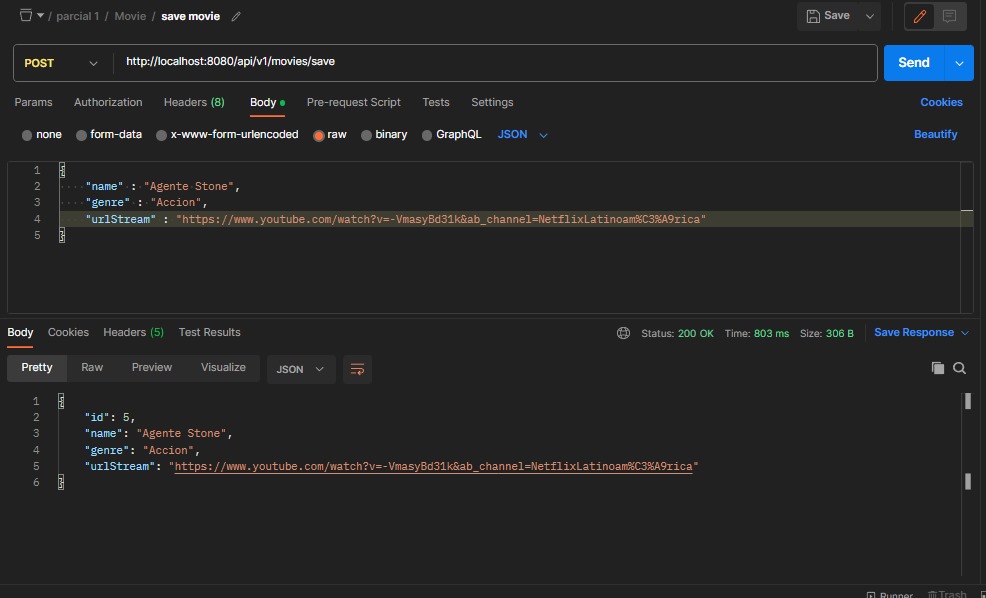 / parcial 1 / Movie / save movie
Save
POST http://localhost:8080/api/v1/movies/save Send
Params Authorization Headers (8) Body Pre-request Script Tests Settings Cookies
none form-data x-www-form-urlencoded raw binary GraphQL JSON Beautify
1 {
2 "name" : "Agente Stone",
3 "genre" : "Accion",
4 "urlStream" : "https://www.youtube.com/watch?v=-VmasyBd31k&ab_channel=NetflixLatinoam%C3%A9rica"
5 }
Body Cookies Headers (5) Test Results Status: 200 OK Time: 803 ms Size: 306 B Save Response
Pretty Raw Preview Visualize JSON
1 {
2 "id": 5,
3 "name": "Agente Stone",
4 "genre": "Accion",
5 "urlStream": "https://www.youtube.com/watch?v=-VmasyBd31k&ab_channel=NetflixLatinoam%C3%A9rica"
6 }
Runner Trash